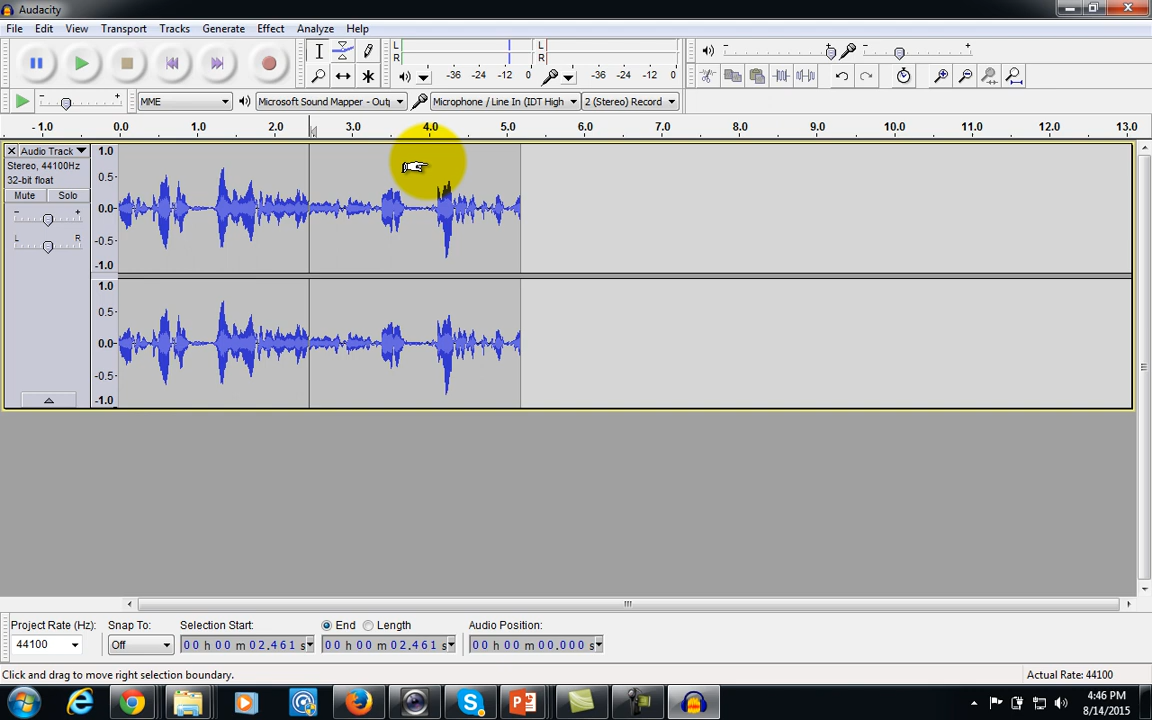 Audacity
File Edit View Transport Tracks Generate Effect Analyze Help
L
R
-36 -24 -12 0
L
R
-36 -24 -12 0
- +
- +
- +
MME
Microsoft Sound Mapper - Outp
Microphone / Line In (IDT High
2 (Stereo) Record
-1.0 0.0 1.0 2.0 3.0 4.0 5.0 6.0 7.0 8.0 9.0 10.0 11.0 12.0 13.0
Audio Track
Stereo, 44100Hz
32-bit float
Mute Solo
- +
L R
1.0
0.5-
0.0-
-0.5-
-1.0
1.0
0.5-
0.0-
-0.5-
-1.0
Project Rate (Hz): Snap To: Selection Start: End Length Audio Position:
44100 Off 00 h 00 m 02.461 s 00 h 00 m 02.461 s 00 h 00 m 00.000 s
Click and drag to move right selection boundary. Actual Rate: 44100
4:46 PM
8/14/2015